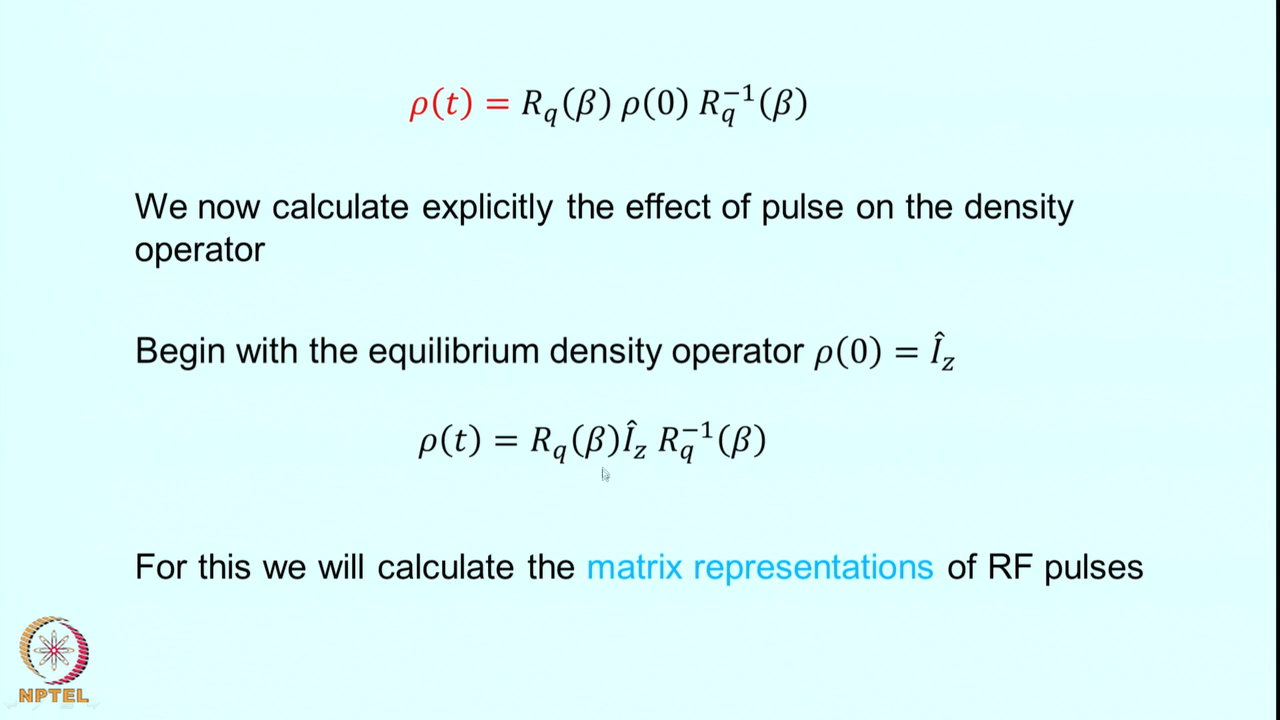 ρ(t) = R_q(β) ρ(0) R_q^{-1}(β)
We now calculate explicitly the effect of pulse on the density
operator
Begin with the equilibrium density operator ρ(0) = Î_z
ρ(t) = R_q(β)Î_z R_q^{-1}(β)
For this we will calculate the matrix representations of RF pulses
NPTEL